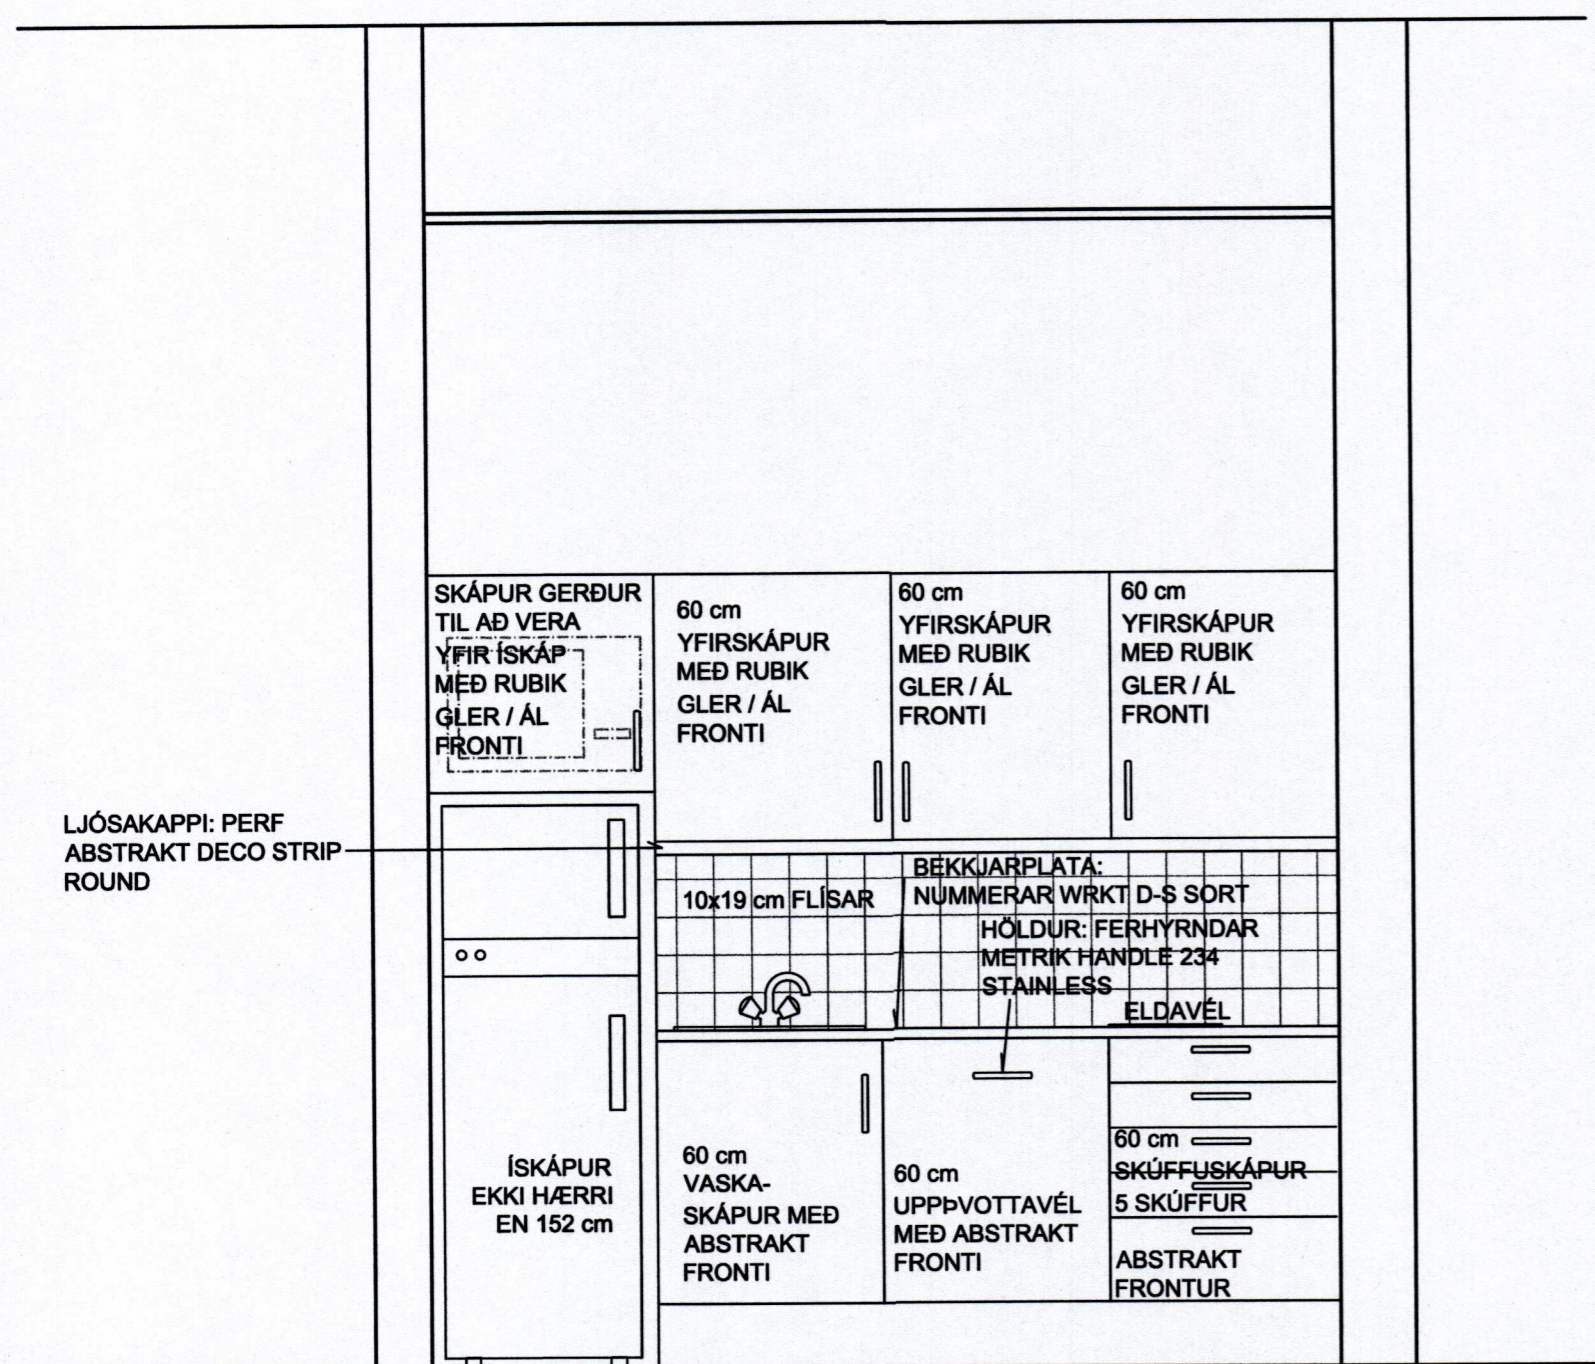 SKÁPUR GERÐUR
TIL AÐ VERA
YFIR ÍSKÁP
MEÐ RUBIK
GLER / ÁL
FRONTI
60 cm
YFIRSKÁPUR
MEÐ RUBIK
GLER / ÁL
FRONTI
60 cm
YFIRSKÁPUR
MEÐ RUBIK
GLER / ÁL
FRONTI
60 cm
YFIRSKÁPUR
MEÐ RUBIK
GLER / ÁL
FRONTI
LJÓSAKAPPI: PERF
ABSTRAKT DECO STRIP
ROUND
10x19 cm FLÍSAR
BEKKJARPLATA:
NUMMERAR WRKT D-S SORT
HÖLDUR: FERHYRNDAR
METRIK HANDLE 234
STAINLESS
ELDAVÉL
ÍSKÁPUR
EKKI HÆRRI
EN 152 cm
60 cm
VASKA-
SKÁPUR MEÐ
ABSTRAKT
FRONTI
60 cm
UPPÞVOTTAVÉL
MEÐ ABSTRAKT
FRONTI
60 cm
SKÚFFUSKÁPUR
5 SKÚFFUR
ABSTRAKT
FRONTUR